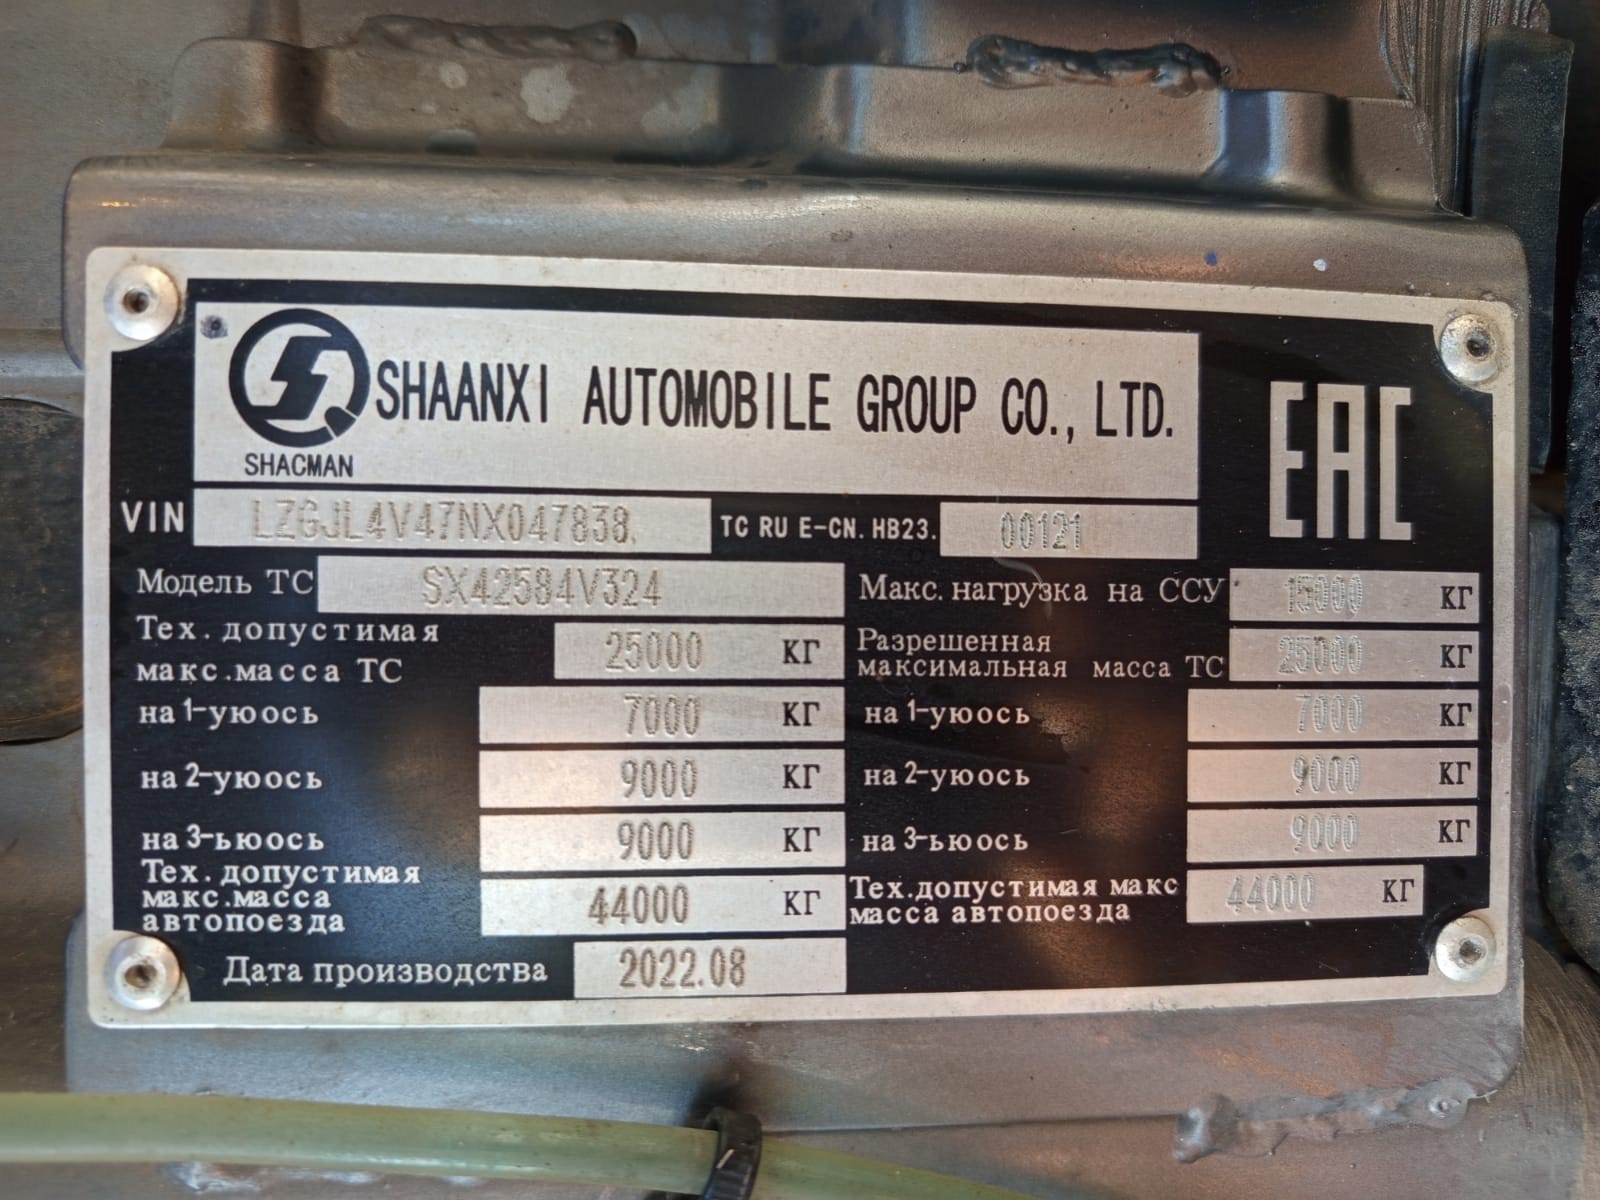 SHAANXI AUTOMOBILE GROUP CO., LTD.
SHACMAN
EAC
VIN LZGJL4V47NX047838 TC RU E-CN. HB23. 00121
Модель ТС SX42584V324
Макс. нагрузка на ССУ 15000 КГ
Тех. допустимая
макс.масса ТС 25000 КГ
Разрешенная
максимальная масса ТС 25000 КГ
на 1-уюось 7000 КГ
на 1-уюось 7000 КГ
на 2-уюось 9000 КГ
на 2-уюось 9000 КГ
на 3-ьюось 9000 КГ
на 3-ьюось 9000 КГ
Тех. допустимая
макс.масса
автопоезда 44000 КГ
Тех.допустимая макс
масса автопоезда 44000 КГ
Дата производства 2022.08